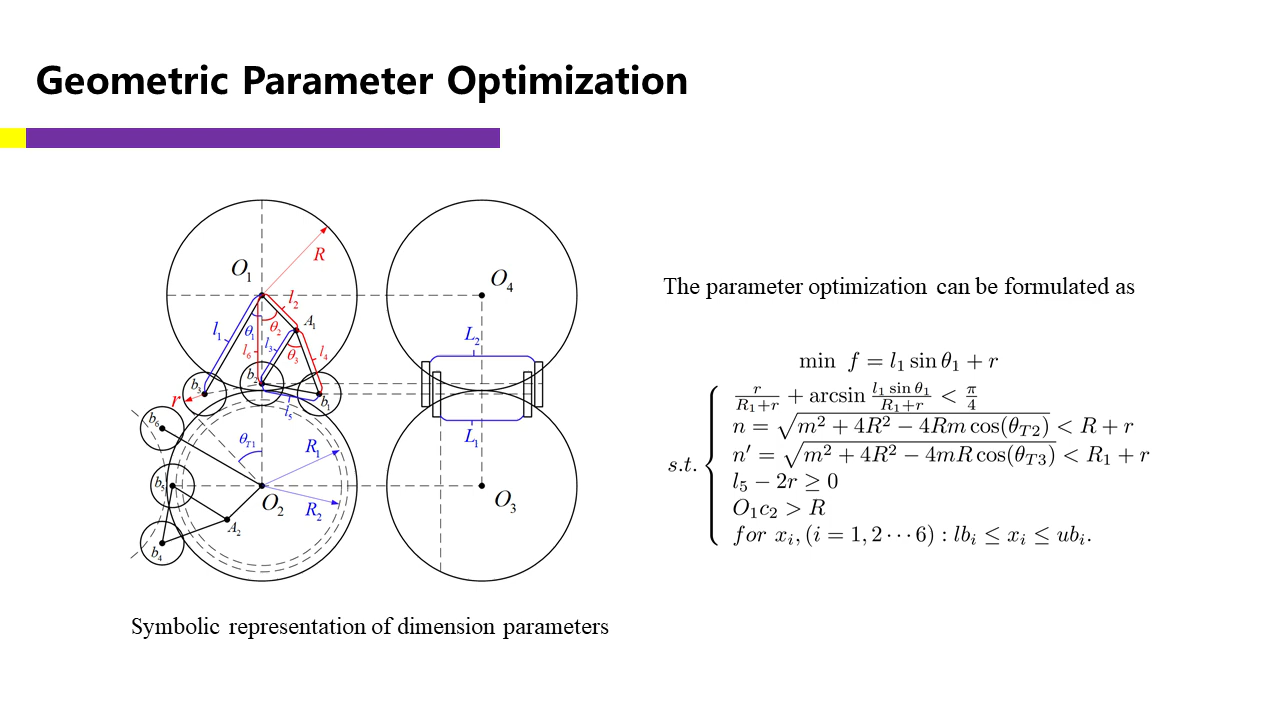 Geometric Parameter Optimization
O₁
R
l₂
O₄
A₁
l₁ θ₁ θ₂
L₂
l₆ l₃ θ₃ l₄
b₃ b₂ b₁
r
l₅
b₆
θ_T1
R₁
L₁
b₅
O₂ R₂
O₃
A₂
b₄
Symbolic representation of dimension parameters
The parameter optimization can be formulated as
min f = l₁ sin θ₁ + r
s.t.
r/(R₁+r) + arcsin (l₁ sin θ₁)/(R₁+r) < π/4
n = √(m² + 4R² − 4Rm cos(θ_T2)) < R + r
n′ = √(m² + 4R² − 4mR cos(θ_T3)) < R₁ + r
l₅ − 2r ≥ 0
O₁c₂ > R
for xᵢ, (i = 1, 2 ⋯ 6) : lbᵢ ≤ xᵢ ≤ ubᵢ.